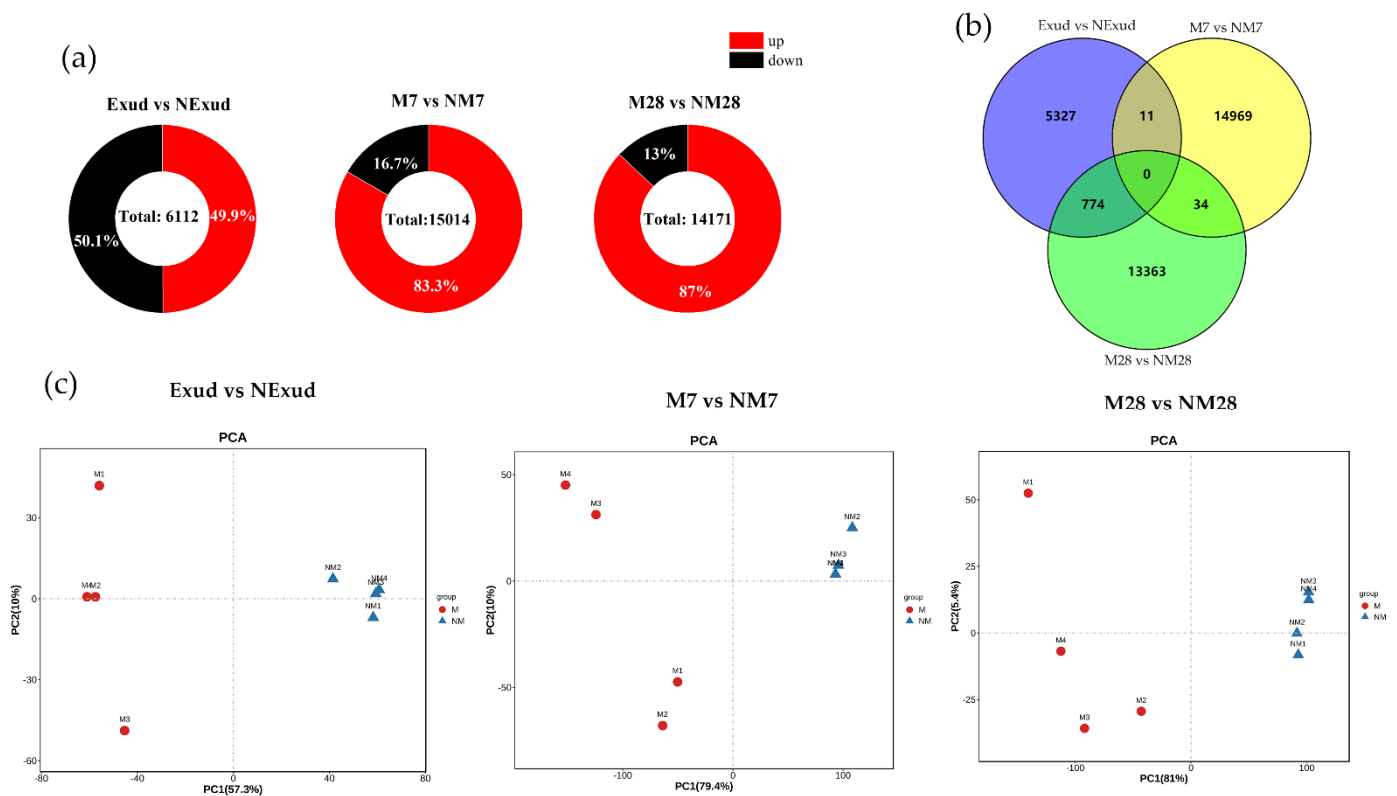 (a)
up
down
Exud vs NExud
M7 vs NM7
M28 vs NM28
50.1%
Total: 6112
49.9%
16.7%
Total:15014
83.3%
13%
Total: 14171
87%
(b)
Exud vs NExud
M7 vs NM7
5327
11
14969
0
774
34
13363
M28 vs NM28
(c)
Exud vs NExud
PCA
M1
M4
M2
M3
NM2
NM4
NM3
NM1
30
0
-30
-60
-80
-40
0
40
80
PC2(10%)
PC1(57.3%)
group
M
NM
M7 vs NM7
PCA
M4
M3
M1
M2
NM2
NM3
50
0
-50
-100
0
100
PC2(10%)
PC1(79.4%)
group
M
NM
M28 vs NM28
PCA
M1
M4
M3
M2
NM3
NM4
NM2
NM1
50
25
0
-25
-100
0
100
PC2(5.4%)
PC1(81%)
group
M
NM